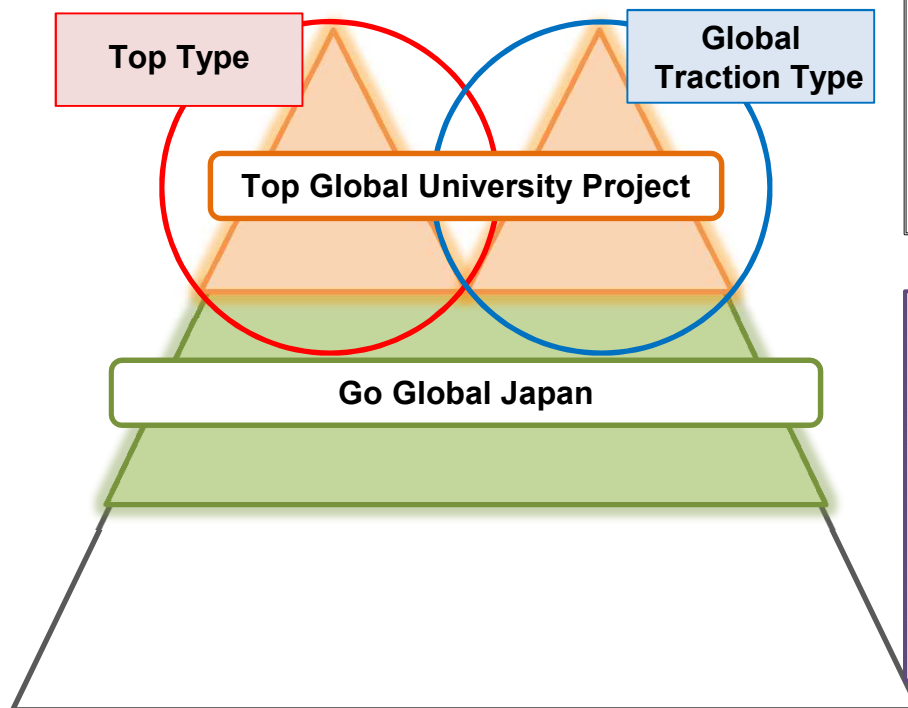 Top Type
Global
Traction Type
Top Global University Project
Go Global Japan